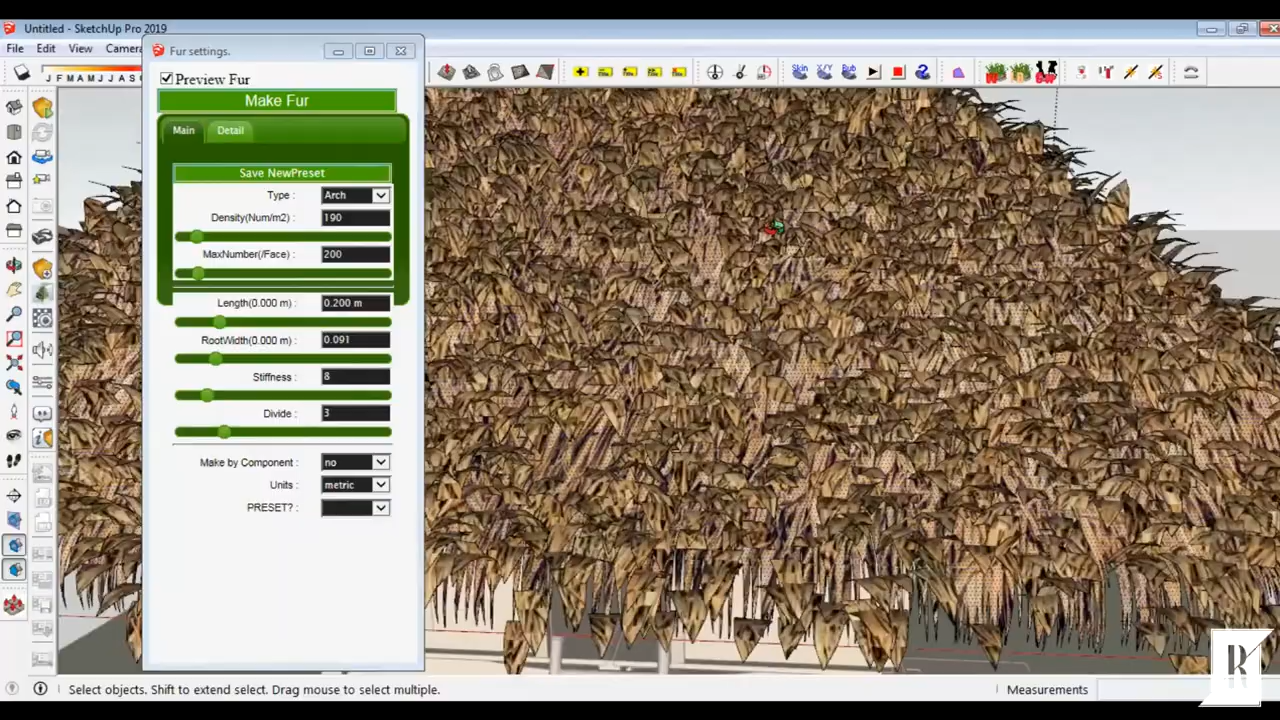 Untitled - SketchUp Pro 2019
File Edit View Camera
J F M A M J J A S
Fur settings.
Preview Fur
Make Fur
Main Detail
Save NewPreset
Type : Arch
Density(Num/m2) : 190
MaxNumber(/Face) : 200
Length(0.000 m) : 0.200 m
RootWidth(0.000 m) : 0.091
Stiffness : 8
Divide : 3
Make by Component : no
Units : metric
PRESET? :
Skin X/Y Bub
Select objects. Shift to extend select. Drag mouse to select multiple.
Measurements
R